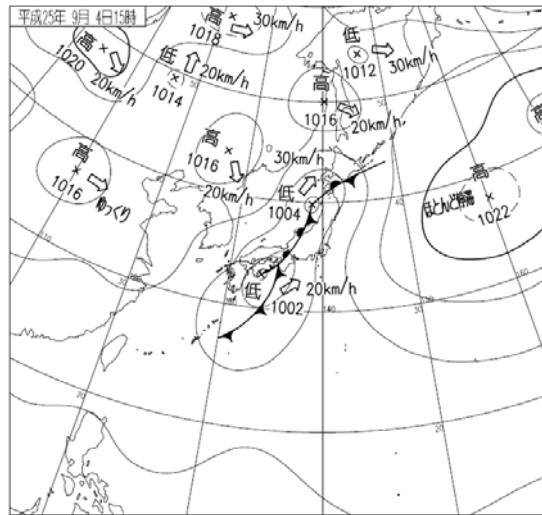 平成25年 9月 4日15時
高
1018
30km/h
低
1012
30km/h
高
1020
20km/h
低
1014
20km/h
高
1016
20km/h
高
1016
ゆっくり
高
1016
20km/h
30km/h
低
1004
高
ほとんど停滞
1022
高
低
1002
20km/h